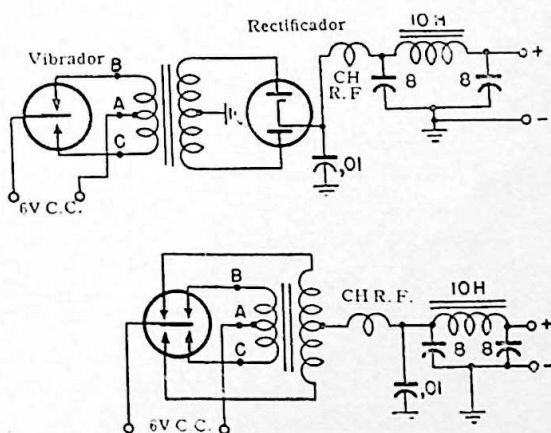 Rectificador
10 H
Vibrador
B
CH
R.F
8
8
+
A
C
,01
-
6V C.C.
B
CH R. F.
10H
A
+
C
8
8
-
,01
6V C.C.